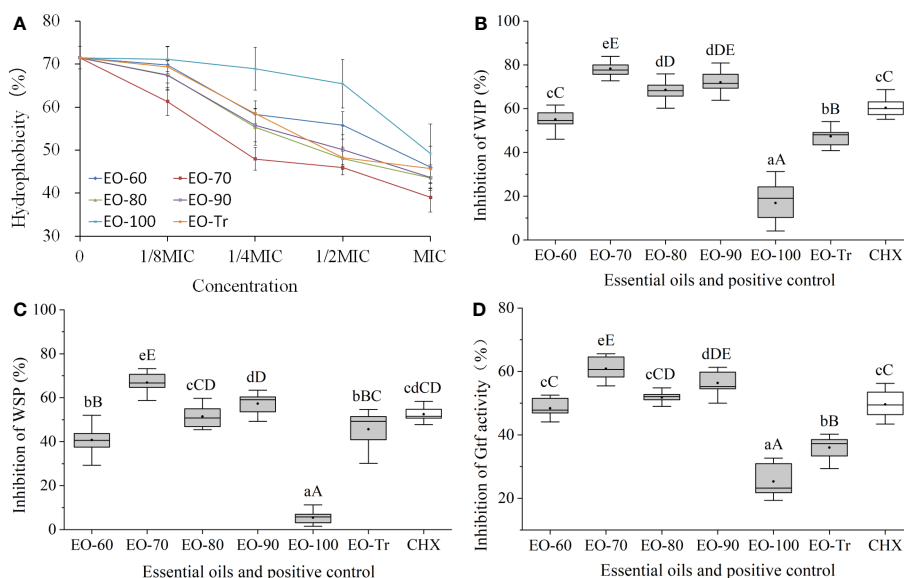 A
80
70
60
50
40
30
Hydrophobicity (%)
EO-60
EO-70
EO-80
EO-90
EO-100
EO-Tr
0
1/8MIC
1/4MIC
1/2MIC
MIC
Concentration
B
100
80
60
40
20
0
Inhibition of WIP (%)
cC
eE
dD
dDE
aA
bB
cC
EO-60
EO-70
EO-80
EO-90
EO-100
EO-Tr
CHX
Essential oils and positive control
C
100
80
60
40
20
0
Inhibition of WSP (%)
bB
eE
cCD
dD
aA
bBC
cdCD
EO-60
EO-70
EO-80
EO-90
EO-100
EO-Tr
CHX
Essential oils and positive control
D
60
40
20
Inhibition of Gtf activity (%)
cC
eE
cCD
dDE
aA
bB
cC
EO-60
EO-70
EO-80
EO-90
EO-100
EO-Tr
CHX
Essential oils and positive control